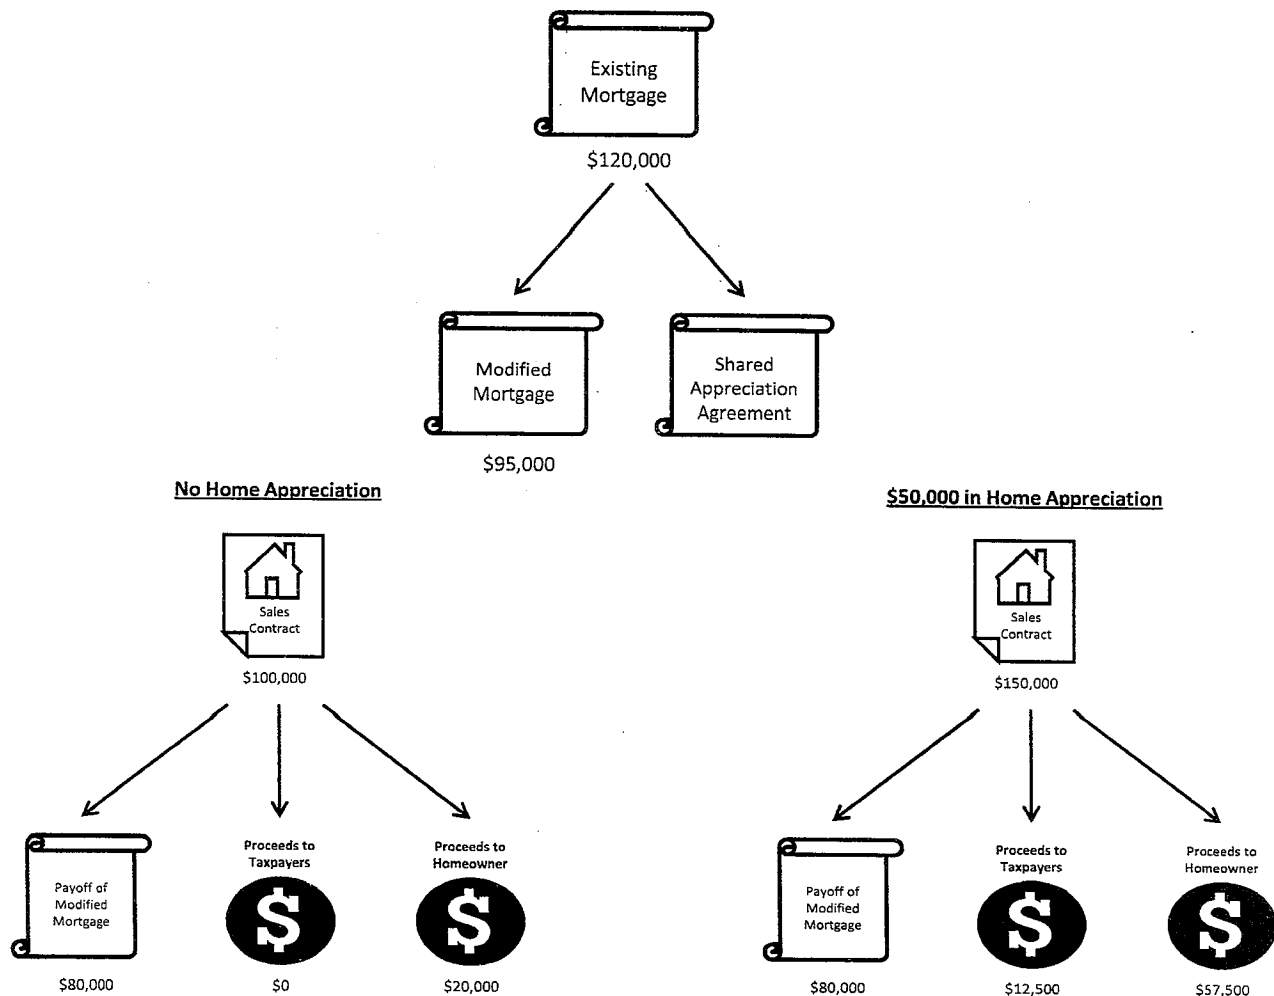 Existing
Mortgage
$120,000
Modified
Mortgage
$95,000
Shared
Appreciation
Agreement
No Home Appreciation
Sales
Contract
$100,000
Payoff of
Modified
Mortgage
$80,000
Proceeds to
Taxpayers
$
$0
Proceeds to
Homeowner
$
$20,000
$50,000 in Home Appreciation
Sales
Contract
$150,000
Payoff of
Modified
Mortgage
$80,000
Proceeds to
Taxpayers
$
$12,500
Proceeds to
Homeowner
$
$57,500